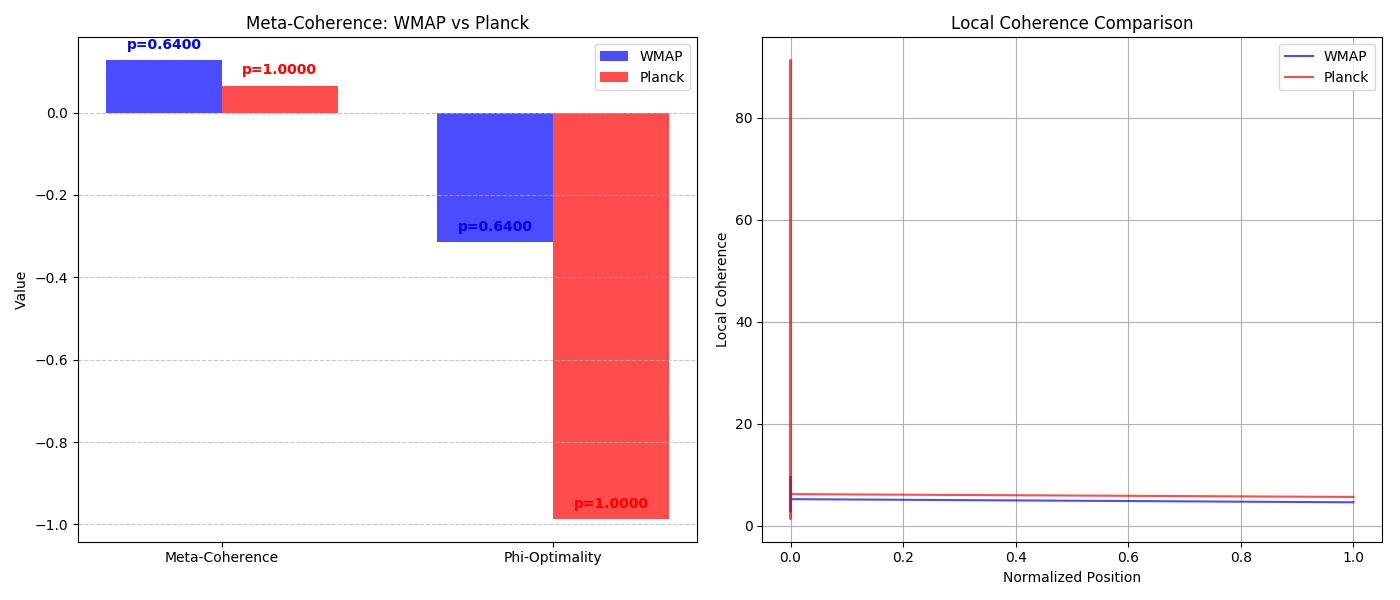 Meta-Coherence: WMAP vs Planck
p=0.6400
p=1.0000
WMAP
Planck
0.0
−0.2
−0.4
−0.6
−0.8
−1.0
Value
p=0.6400
p=1.0000
Meta-Coherence
Phi-Optimality
Local Coherence Comparison
WMAP
Planck
80
60
40
20
0
Local Coherence
0.0
0.2
0.4
0.6
0.8
1.0
Normalized Position